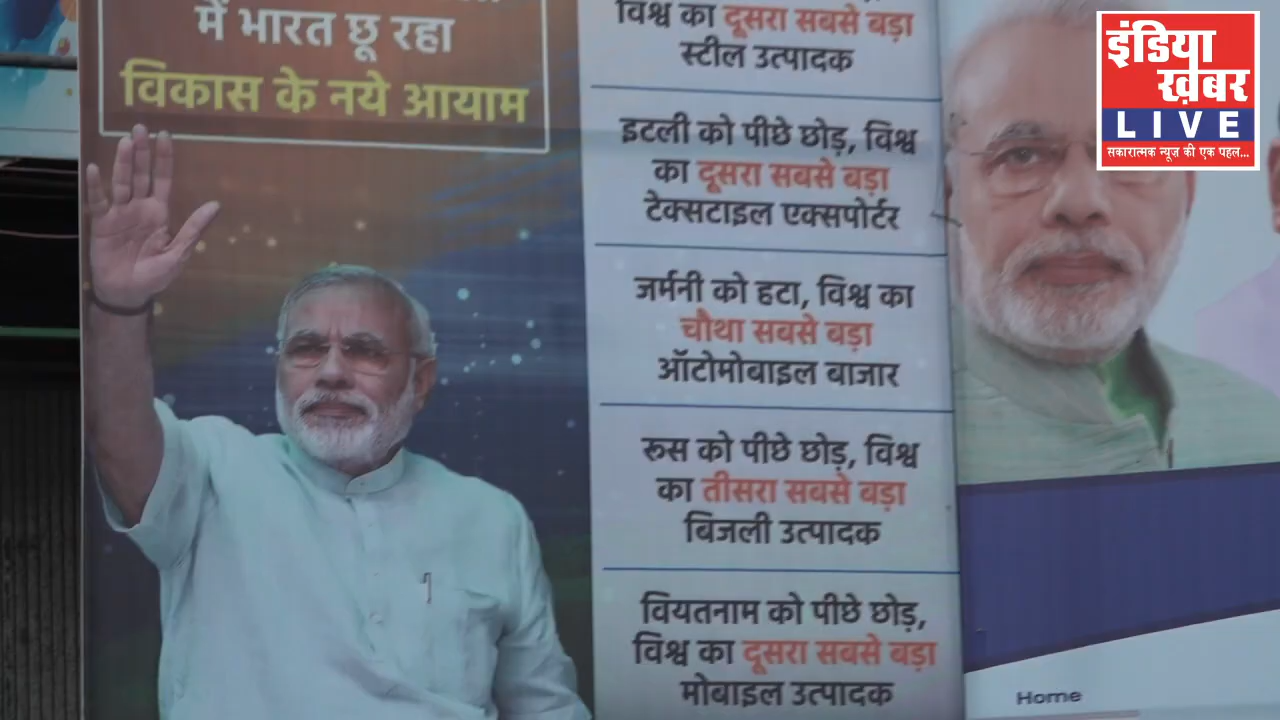 में भारत छू रहा
विकास के नये आयाम
विश्व का दूसरा सबसे बड़ा
स्टील उत्पादक
इटली को पीछे छोड़, विश्व
का दूसरा सबसे बड़ा
टेक्सटाइल एक्सपोर्टर
जर्मनी को हटा, विश्व का
चौथा सबसे बड़ा
ऑटोमोबाइल बाजार
रूस को पीछे छोड़, विश्व
का तीसरा सबसे बड़ा
बिजली उत्पादक
वियतनाम को पीछे छोड़,
विश्व का दूसरा सबसे बड़ा
मोबाइल उत्पादक
इंडिया
ख़बर
LIVE
सकारात्मक न्यूज़ की एक पहल...
Home